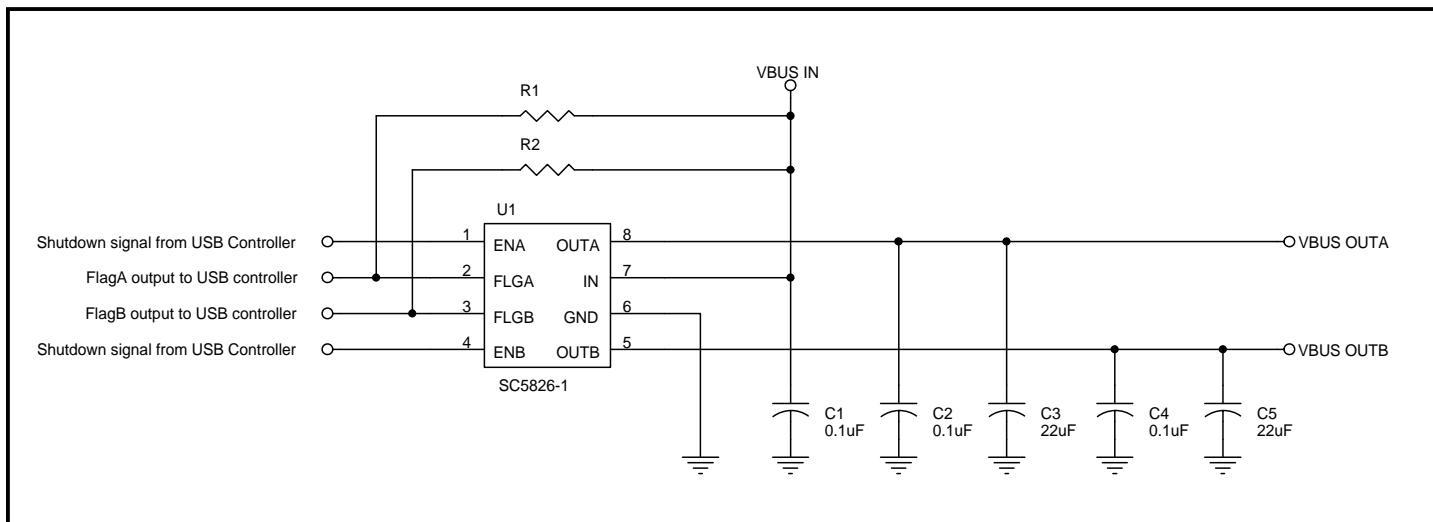 VBUS IN
R1
R2
U1
Shutdown signal from USB Controller
1
ENA
OUTA
8
VBUS OUTA
FlagA output to USB controller
2
FLGA
IN
7
FlagB output to USB controller
3
FLGB
GND
6
Shutdown signal from USB Controller
4
ENB
OUTB
5
VBUS OUTB
SC5826-1
C1
0.1uF
C2
0.1uF
C3
22uF
C4
0.1uF
C5
22uF